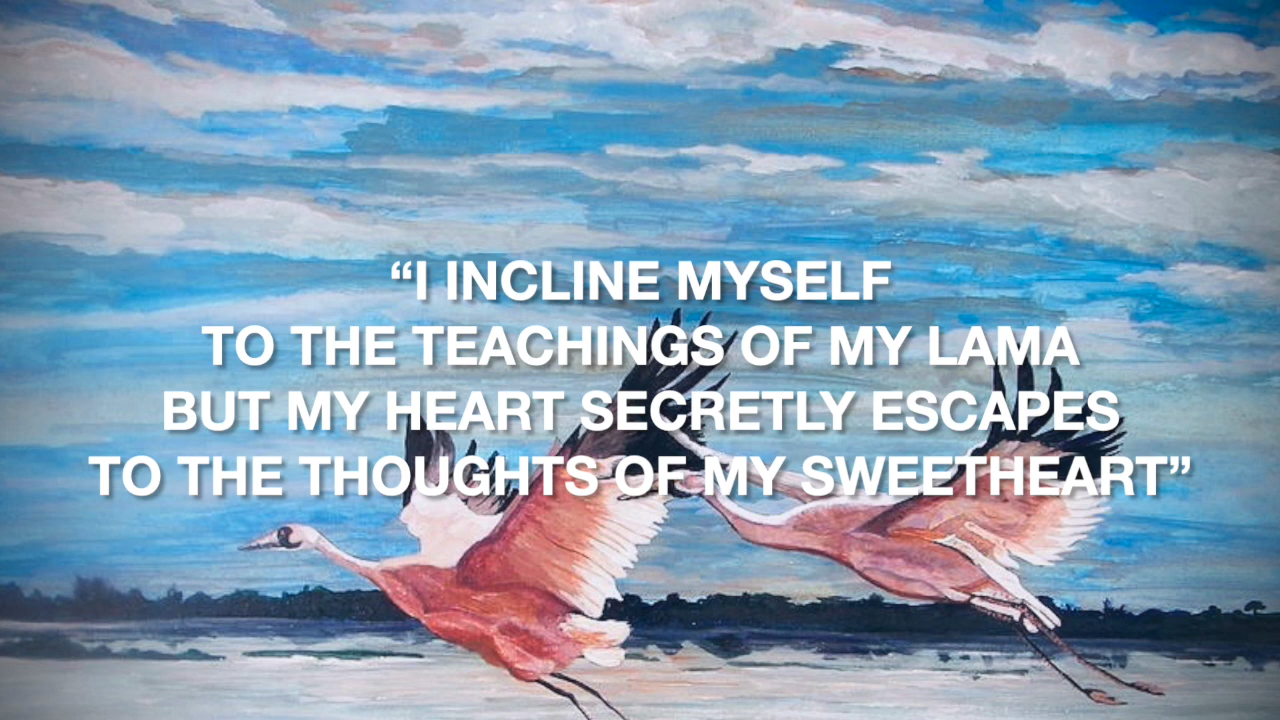 “I INCLINE MYSELF
TO THE TEACHINGS OF MY LAMA
BUT MY HEART SECRETLY ESCAPES
TO THE THOUGHTS OF MY SWEETHEART”